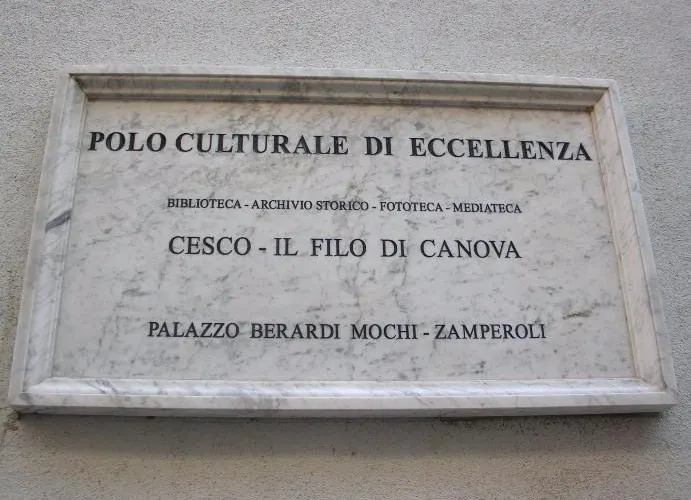 POLO CULTURALE DI ECCELLENZA
BIBLIOTECA - ARCHIVIO STORICO - FOTOTECA - MEDIATECA
CESCO - IL FILO DI CANOVA
PALAZZO BERARDI MOCHI - ZAMPEROLI